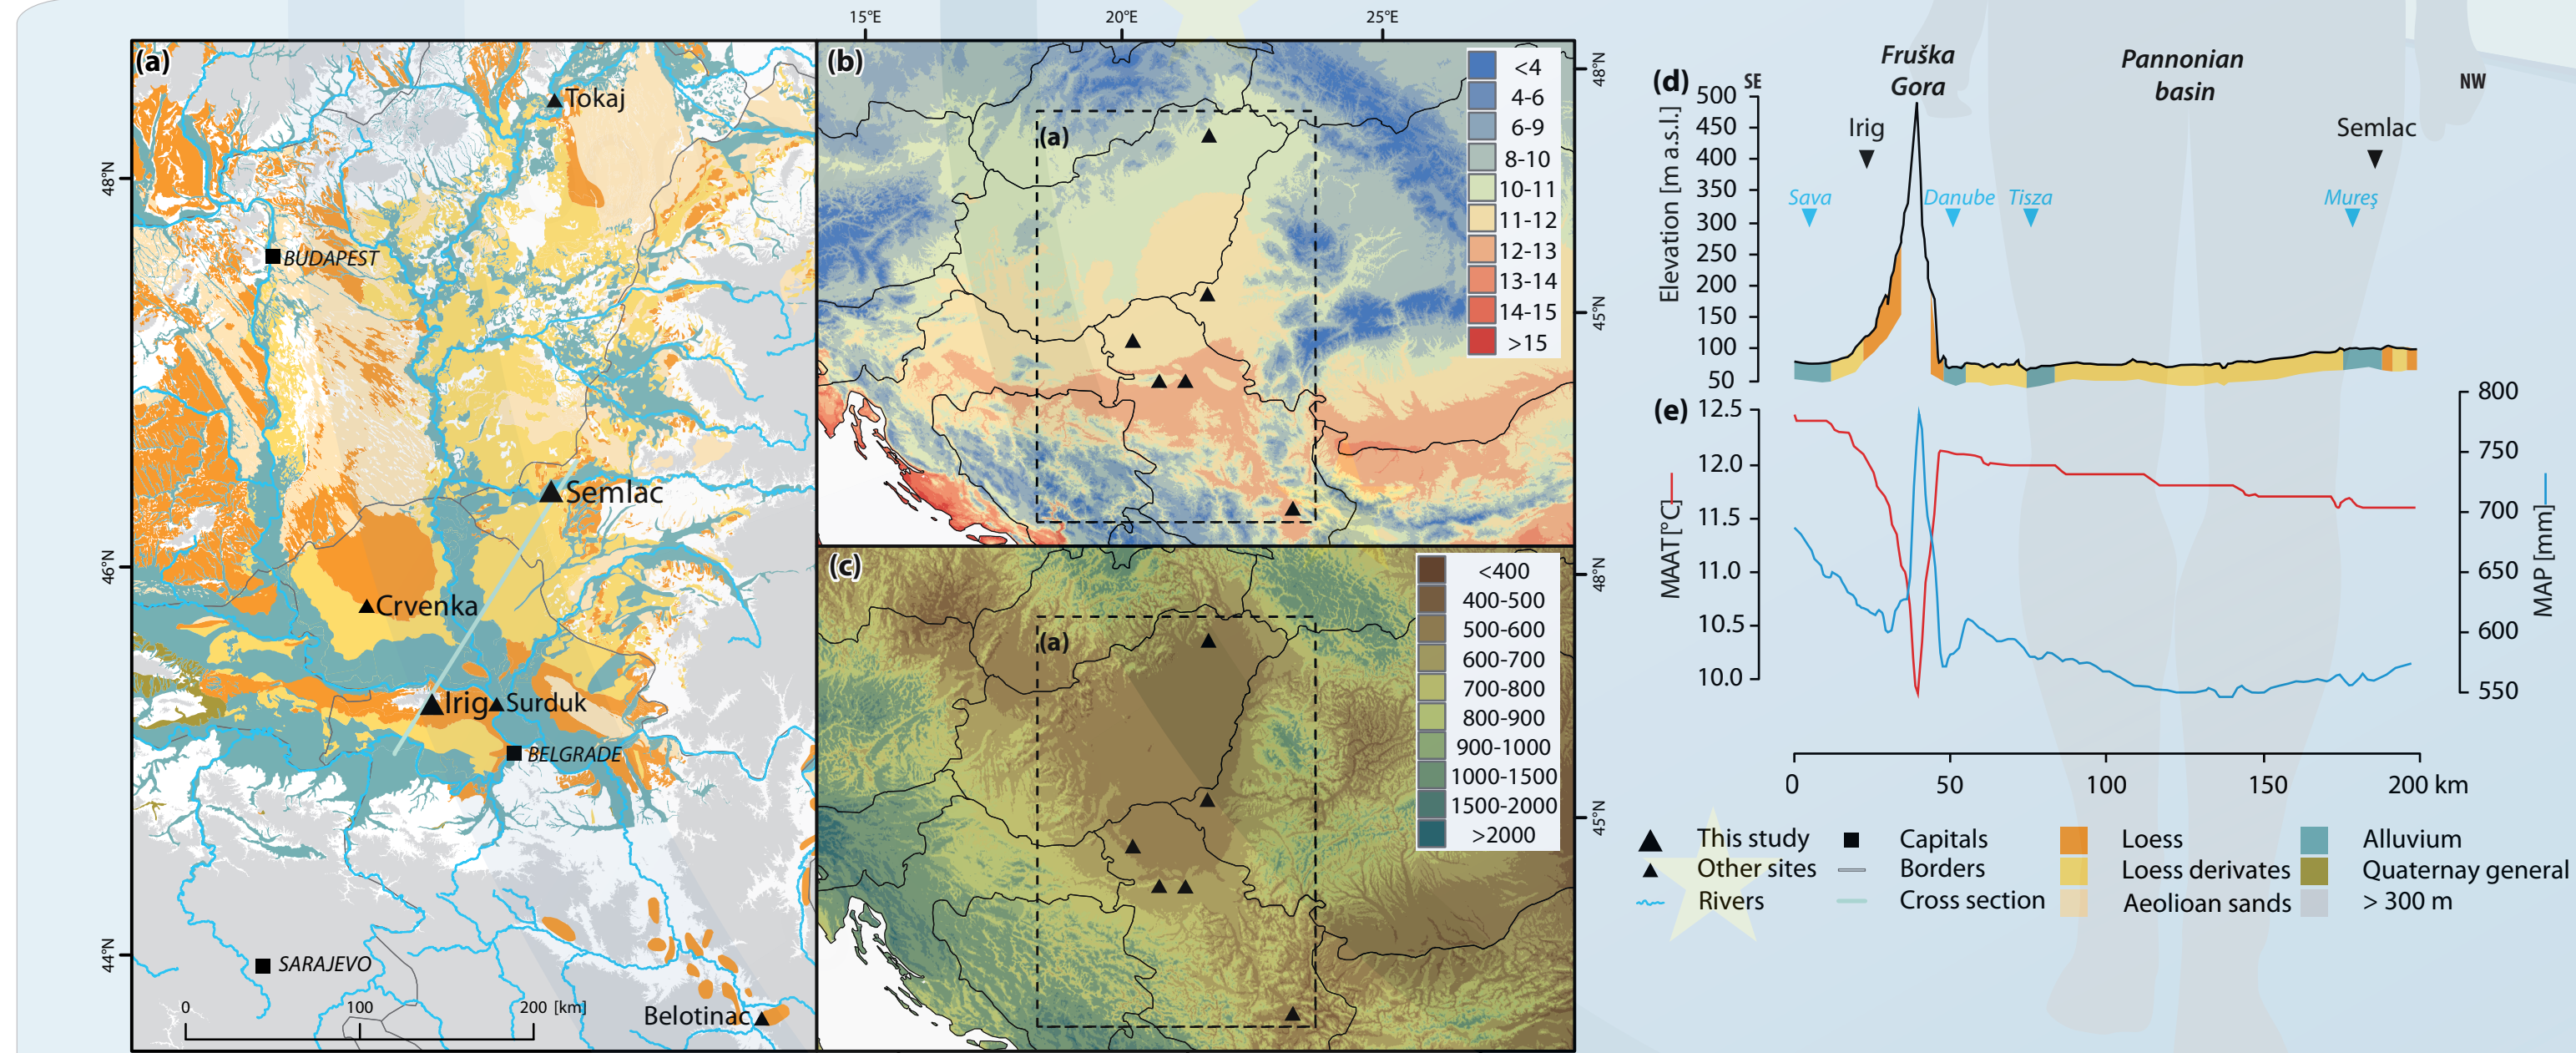 15°E
20°E
25°E
(a)
Tokaj
BUDAPEST
Semlac
Crvenka
Irig
Surduk
BELGRADE
SARAJEVO
Belotinac
0
100
200 [km]
48°N
46°N
44°N
(b)
(a)
<4
4-6
6-9
8-10
10-11
11-12
12-13
13-14
14-15
>15
48°N
45°N
(c)
(a)
<400
400-500
500-600
600-700
700-800
800-900
900-1000
1000-1500
1500-2000
>2000
48°N
45°N
(d)
SE
Fruška
Gora
Pannonian
basin
NW
Irig
Semlac
Sava
Danube
Tisza
Mureş
Elevation [m a.s.l.]
500
450
400
350
300
250
200
150
100
50
(e)
MAAT[°C]
12.5
12.0
11.5
11.0
10.5
10.0
MAP [mm]
800
750
700
650
600
550
0
50
100
150
200 km
This study
Other sites
Rivers
Capitals
Borders
Cross section
Loess
Loess derivates
Aeolioan sands
Alluvium
Quaternay general
> 300 m